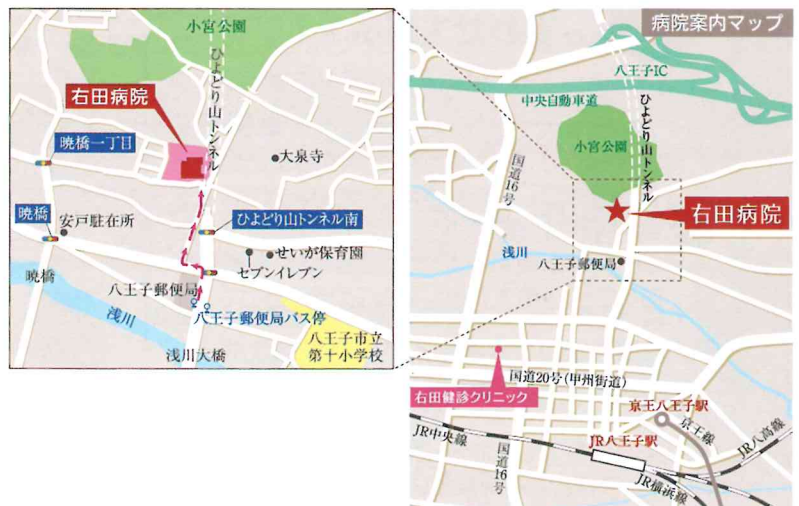 小宮公園
ひよどり山トンネル
右田病院
暁橋一丁目
大泉寺
暁橋
安戸駐在所
ひよどり山トンネル南
せいが保育園
セブンイレブン
暁橋
八王子郵便局
浅川
八王子郵便局バス停
八王子市立
第十小学校
浅川大橋
病院案内マップ
八王子IC
中央自動車道
ひよどり山トンネル
小宮公園
国道16号
右田病院
浅川
八王子郵便局
国道20号(甲州街道)
右田健診クリニック
京王八王子駅
京王線
JR八高線
JR中央線
JR八王子駅
国道16号
JR横浜線